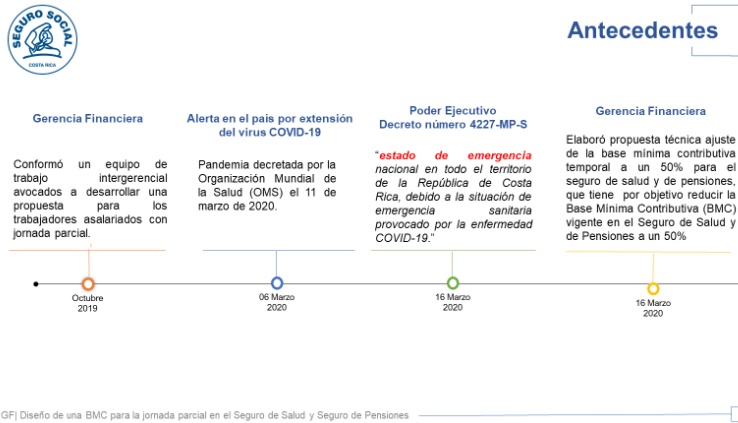 SEGURO SOCIAL
COSTA RICA
Antecedentes
Gerencia Financiera
Conformó un equipo de
trabajo intergerencial
avocados a desarrollar una
propuesta para los
trabajadores asalariados con
jornada parcial.
Octubre
2019
Alerta en el país por extensión
del virus COVID-19
Pandemia decretada por la
Organización Mundial de
la Salud (OMS) el 11 de
marzo de 2020.
06 Marzo
2020
Poder Ejecutivo
Decreto número 4227-MP-S
“estado de emergencia
nacional en todo el territorio
de la República de Costa
Rica, debido a la situación de
emergencia sanitaria
provocado por la enfermedad
COVID-19.”
16 Marzo
2020
Gerencia Financiera
Elaboró propuesta técnica ajuste
de la base mínima contributiva
temporal a un 50% para el
seguro de salud y de pensiones,
que tiene por objetivo reducir la
Base Mínima Contributiva (BMC)
vigente en el Seguro de Salud y
de Pensiones a un 50%
16 Marzo
2020
GF| Diseño de una BMC para la jornada parcial en el Seguro de Salud y Seguro de Pensiones